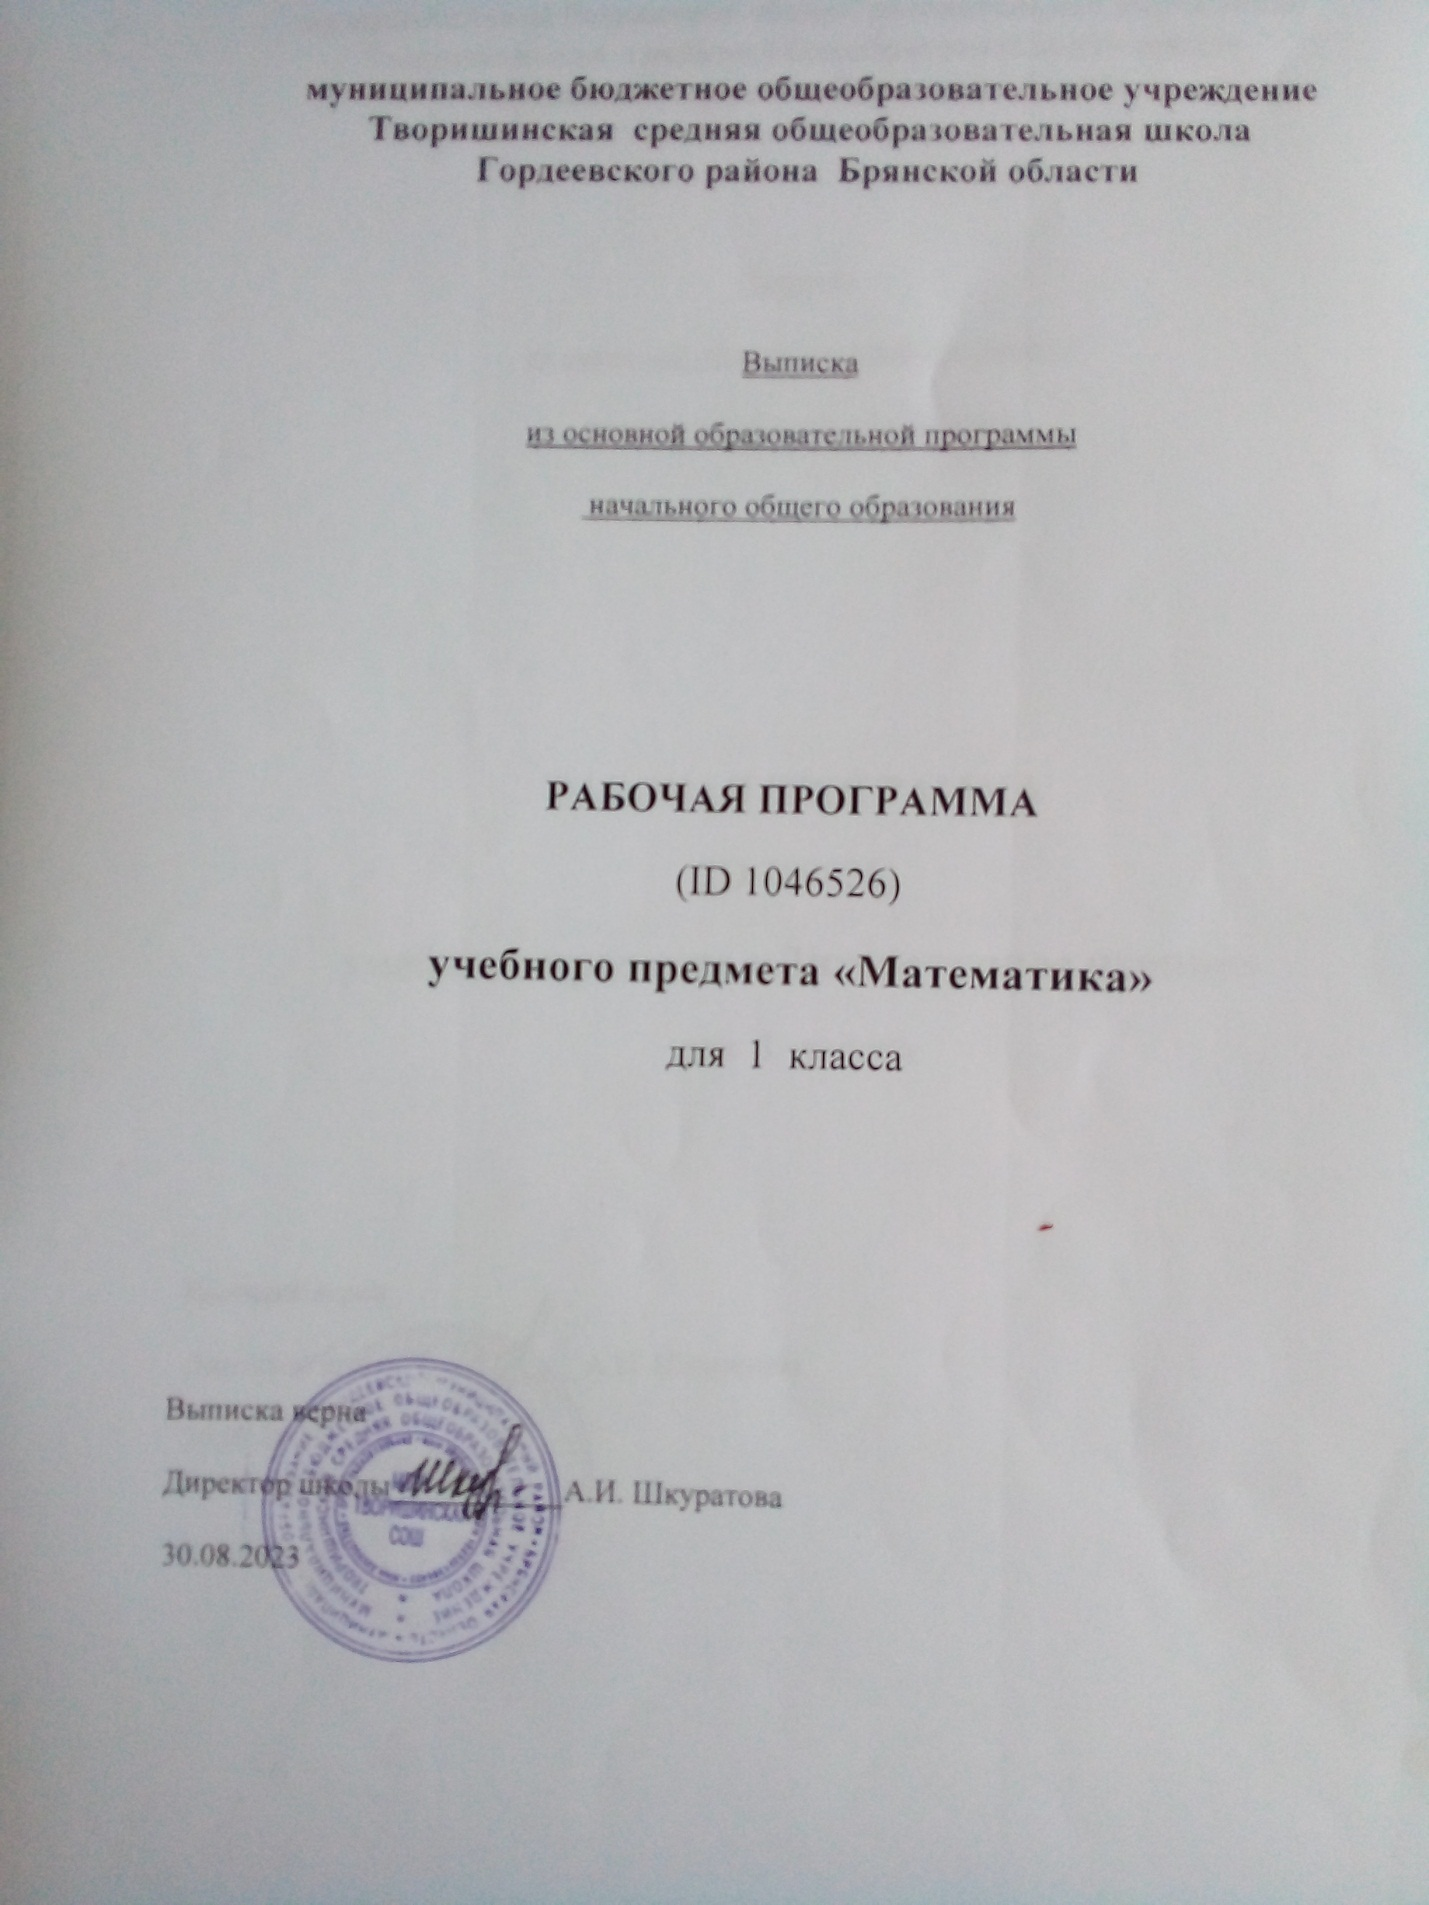 муниципальное бюджетное общеобразовательное учреждение
Творишинская средняя общеобразовательная школа
Гордеевского района Брянской области
Выписка
из основной образовательной программы
начального общего образования
РАБОЧАЯ ПРОГРАММА
(ID 1046526)
учебного предмета «Математика»
для 1 класса
Выписка верна
Директор школы А.И. Шкуратова
30.08.2023
ТВОРИШИНСКАЯ
СОШ